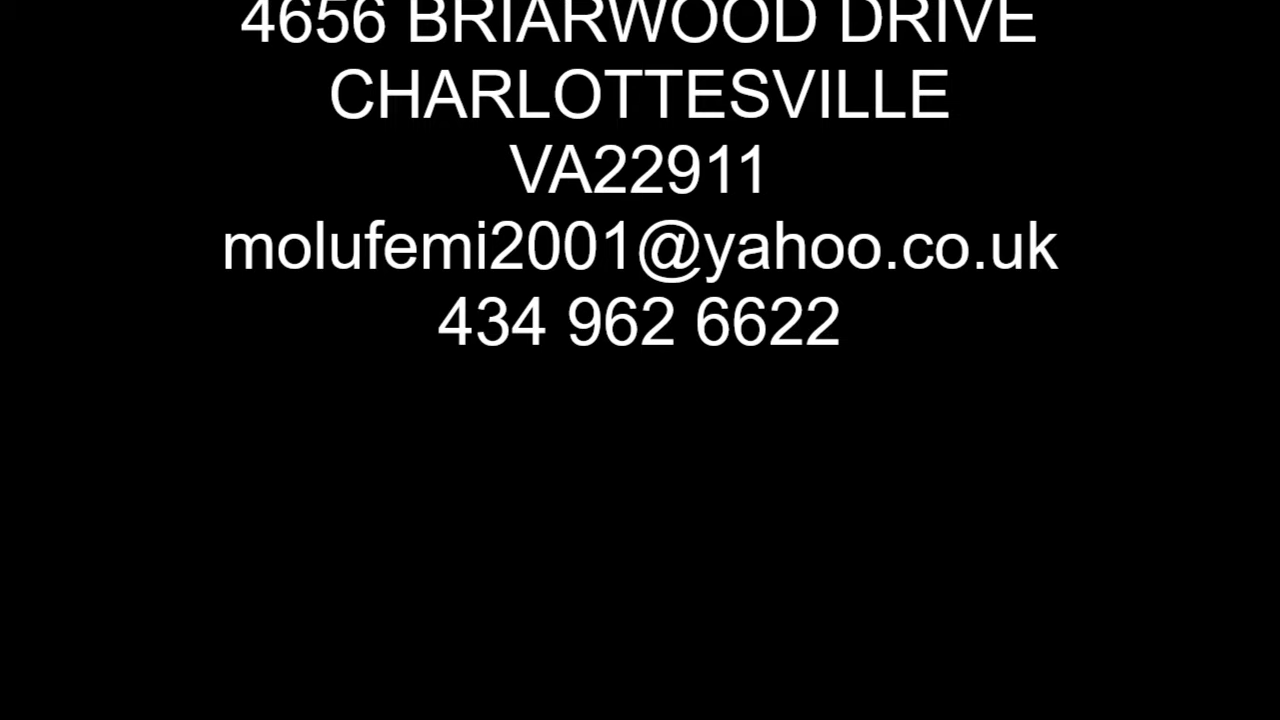 4656 BRIARWOOD DRIVE
CHARLOTTESVILLE
VA22911
molufemi2001@yahoo.co.uk
434 962 6622